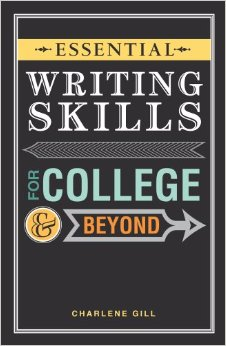 ESSENTIAL
WRITING
SKILLS
FOR COLLEGE
& BEYOND
CHARLENE GILL